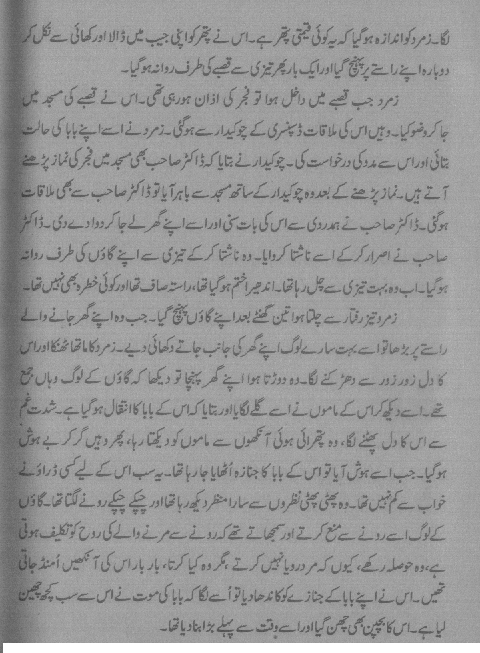 لگا۔ زمرد کو اندازہ ہوگیا کہ یہ کوئی قیمتی پتھر ہے۔ اس نے پتھر کو اپنی جیب میں ڈالا اور کھائی سے نکل کر
دوبارہ اپنے راستے پر پہنچ گیا اور ایک بار پھر تیزی سے قصبے کی طرف روانہ ہوگیا۔
زمرد جب قصبے میں داخل ہوا تو فجر کی اذان ہورہی تھی۔ اس نے قصبے کی مسجد میں
جا کر وضو کیا۔ وہیں اس کی ملاقات ڈسپنسری کے چوکیدار سے ہوگئی۔ زمرد نے اسے اپنے بابا کی حالت
بتائی اور اس سے مدد کی درخواست کی۔ چوکیدار نے بتایا کہ ڈاکٹر صاحب بھی مسجد میں فجر کی نماز پڑھنے
آتے ہیں۔ نماز پڑھنے کے بعد وہ چوکیدار کے ساتھ مسجد سے باہر آیا تو ڈاکٹر صاحب سے بھی ملاقات
ہوگئی۔ ڈاکٹر صاحب نے ہمدردی سے اس کی بات سنی اور اسے اپنے گھر لے جا کر دوا دے دی۔ ڈاکٹر
صاحب نے اصرار کر کے اسے ناشتا کروایا۔ وہ ناشتا کر کے تیزی سے اپنے گاؤں کی طرف روانہ
ہوگیا۔ اب وہ بہت تیزی سے چل رہا تھا۔ اندھیرا ختم ہوگیا تھا، راستہ صاف تھا اور کوئی خطرہ بھی نہیں تھا۔
زمرد تیز رفتار سے چلتا ہوا تین گھنٹے بعد اپنے گاؤں پہنچ گیا۔ جب وہ اپنے گھر جانے والے
راستے پر بڑھا تو اسے بہت سارے لوگ اپنے گھر کی جانب جاتے دکھائی دیے۔ زمرد کا ماتھا ٹھنکا اور اس
کا دل زور زور سے دھڑکنے لگا۔ وہ دوڑتا ہوا اپنے گھر پہنچا تو دیکھا کہ گاؤں کے لوگ وہاں جمع
تھے۔ اسے دیکھ کر اس کے ماموں نے اسے گلے لگایا اور بتایا کہ اس کے بابا کا انتقال ہوگیا ہے۔ شدت غم
سے اس کا دل پھٹنے لگا، وہ پتھرائی ہوئی آنکھوں سے ماموں کو دیکھتا رہا، پھر وہیں گر کر بے ہوش
ہوگیا۔ جب اسے ہوش آیا تو اس کے بابا کا جنازہ اُٹھایا جا رہا تھا۔ یہ سب اس کے لیے کسی ڈراؤنے
خواب سے کم نہیں تھا۔ وہ پھٹی پھٹی نظروں سے سارا منظر دیکھ رہا تھا اور چپکے چپکے رونے لگتا تھا۔ گاؤں
کے لوگ اسے رونے سے منع کرتے اور سمجھاتے تھے کہ رونے سے مرنے والے کی روح کو تکلیف ہوتی
ہے، وہ حوصلہ رکھے، کیوں کہ مرد رویا نہیں کرتے، مگر وہ کیا کرتا، بار بار اس کی آنکھیں اُمنڈ جاتی
تھیں۔ اس نے اپنے بابا کے جنازے کو کاندھا دیا تو اُسے لگا کہ بابا کی موت نے اس سے سب کچھ چھین
لیا ہے۔ اس کا بچپن بھی چھن گیا اور اسے وقت سے پہلے بڑا بنا دیا تھا۔